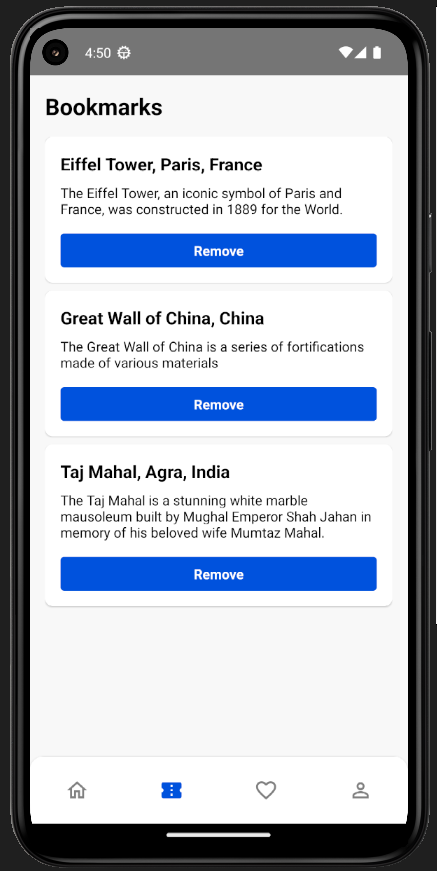 4:50
Bookmarks
Eiffel Tower, Paris, France
The Eiffel Tower, an iconic symbol of Paris and
France, was constructed in 1889 for the World.
Remove
Great Wall of China, China
The Great Wall of China is a series of fortifications
made of various materials
Remove
Taj Mahal, Agra, India
The Taj Mahal is a stunning white marble
mausoleum built by Mughal Emperor Shah Jahan in
memory of his beloved wife Mumtaz Mahal.
Remove